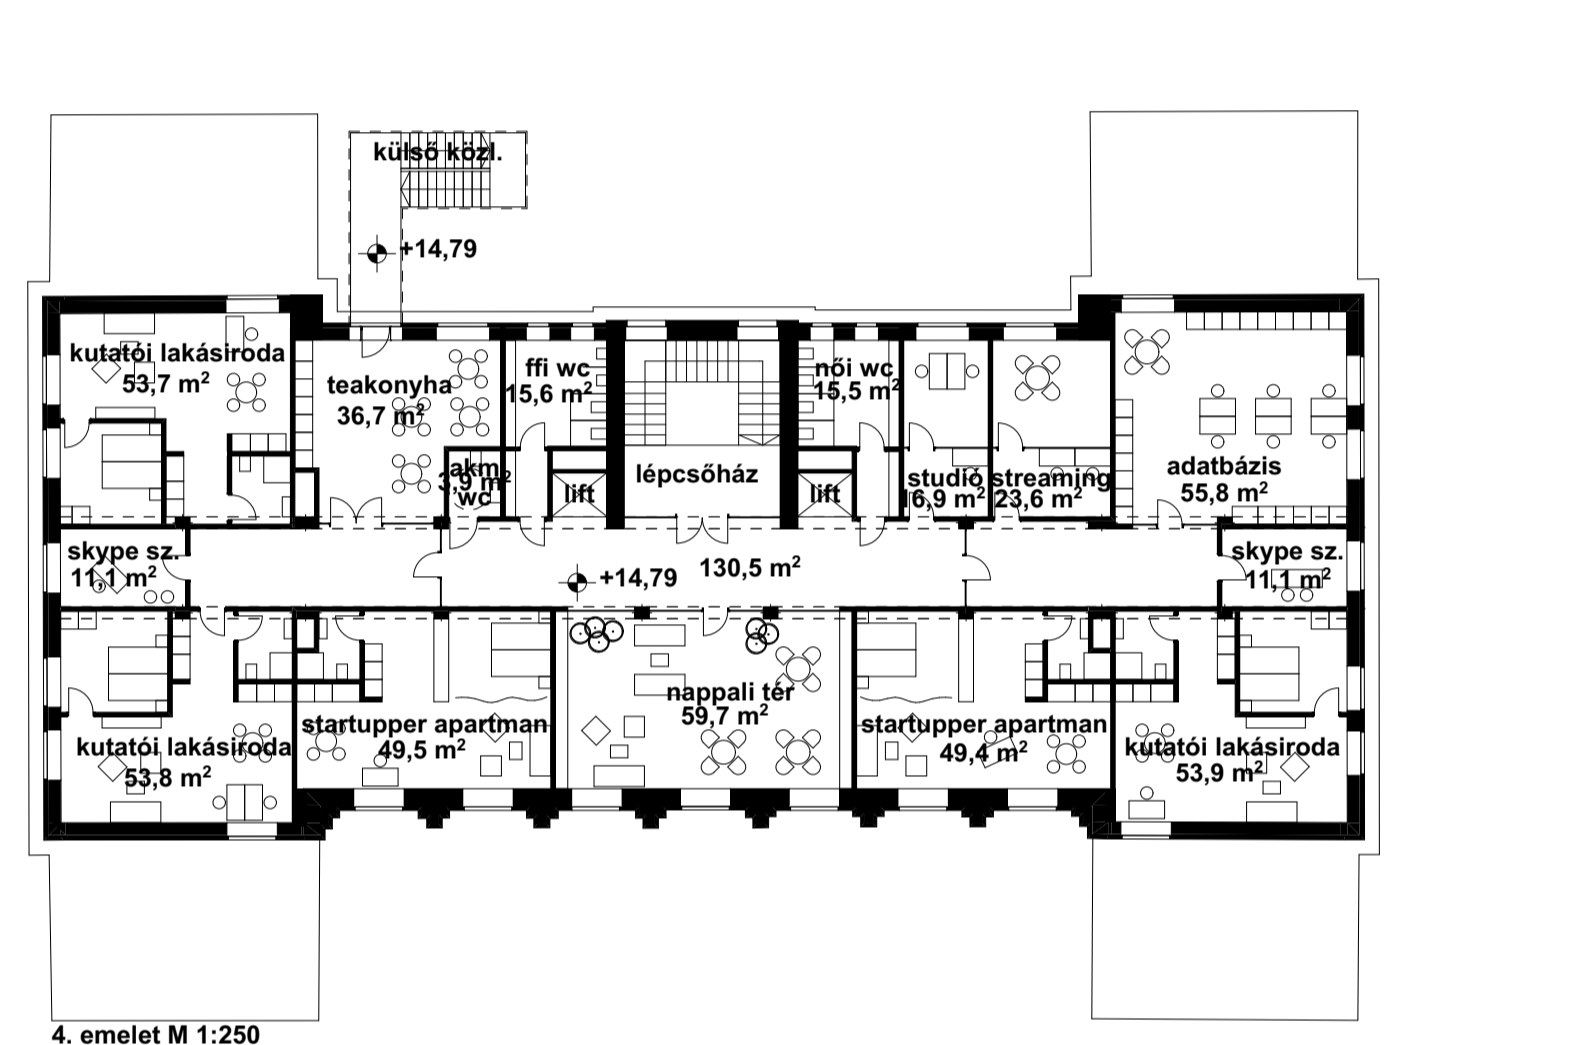 külső közl.
+14,79
kutatói lakásiroda
53,7 m²
teakonyha
36,7 m²
ffi wc
15,6 m²
akm.
3,9 m²
wc
lift
lépcsőház
női wc
15,5 m²
lift
studió
6,9 m²
streaming
23,6 m²
adatbázis
55,8 m²
skype sz.
11,1 m²
+14,79
130,5 m²
skype sz.
11,1 m²
kutatói lakásiroda
53,8 m²
startupper apartman
49,5 m²
nappali tér
59,7 m²
startupper apartman
49,4 m²
kutatói lakásiroda
53,9 m²
4. emelet M 1:250